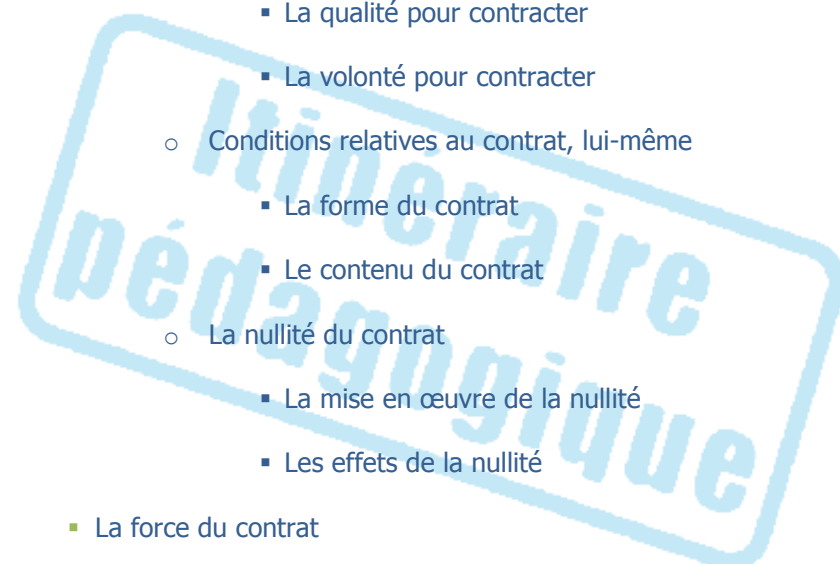 ▪ La qualité pour contracter
▪ La volonté pour contracter
o Conditions relatives au contrat, lui-même
▪ La forme du contrat
▪ Le contenu du contrat
o La nullité du contrat
▪ La mise en œuvre de la nullité
▪ Les effets de la nullité
▪ La force du contrat
Itinéraire
pédagogique